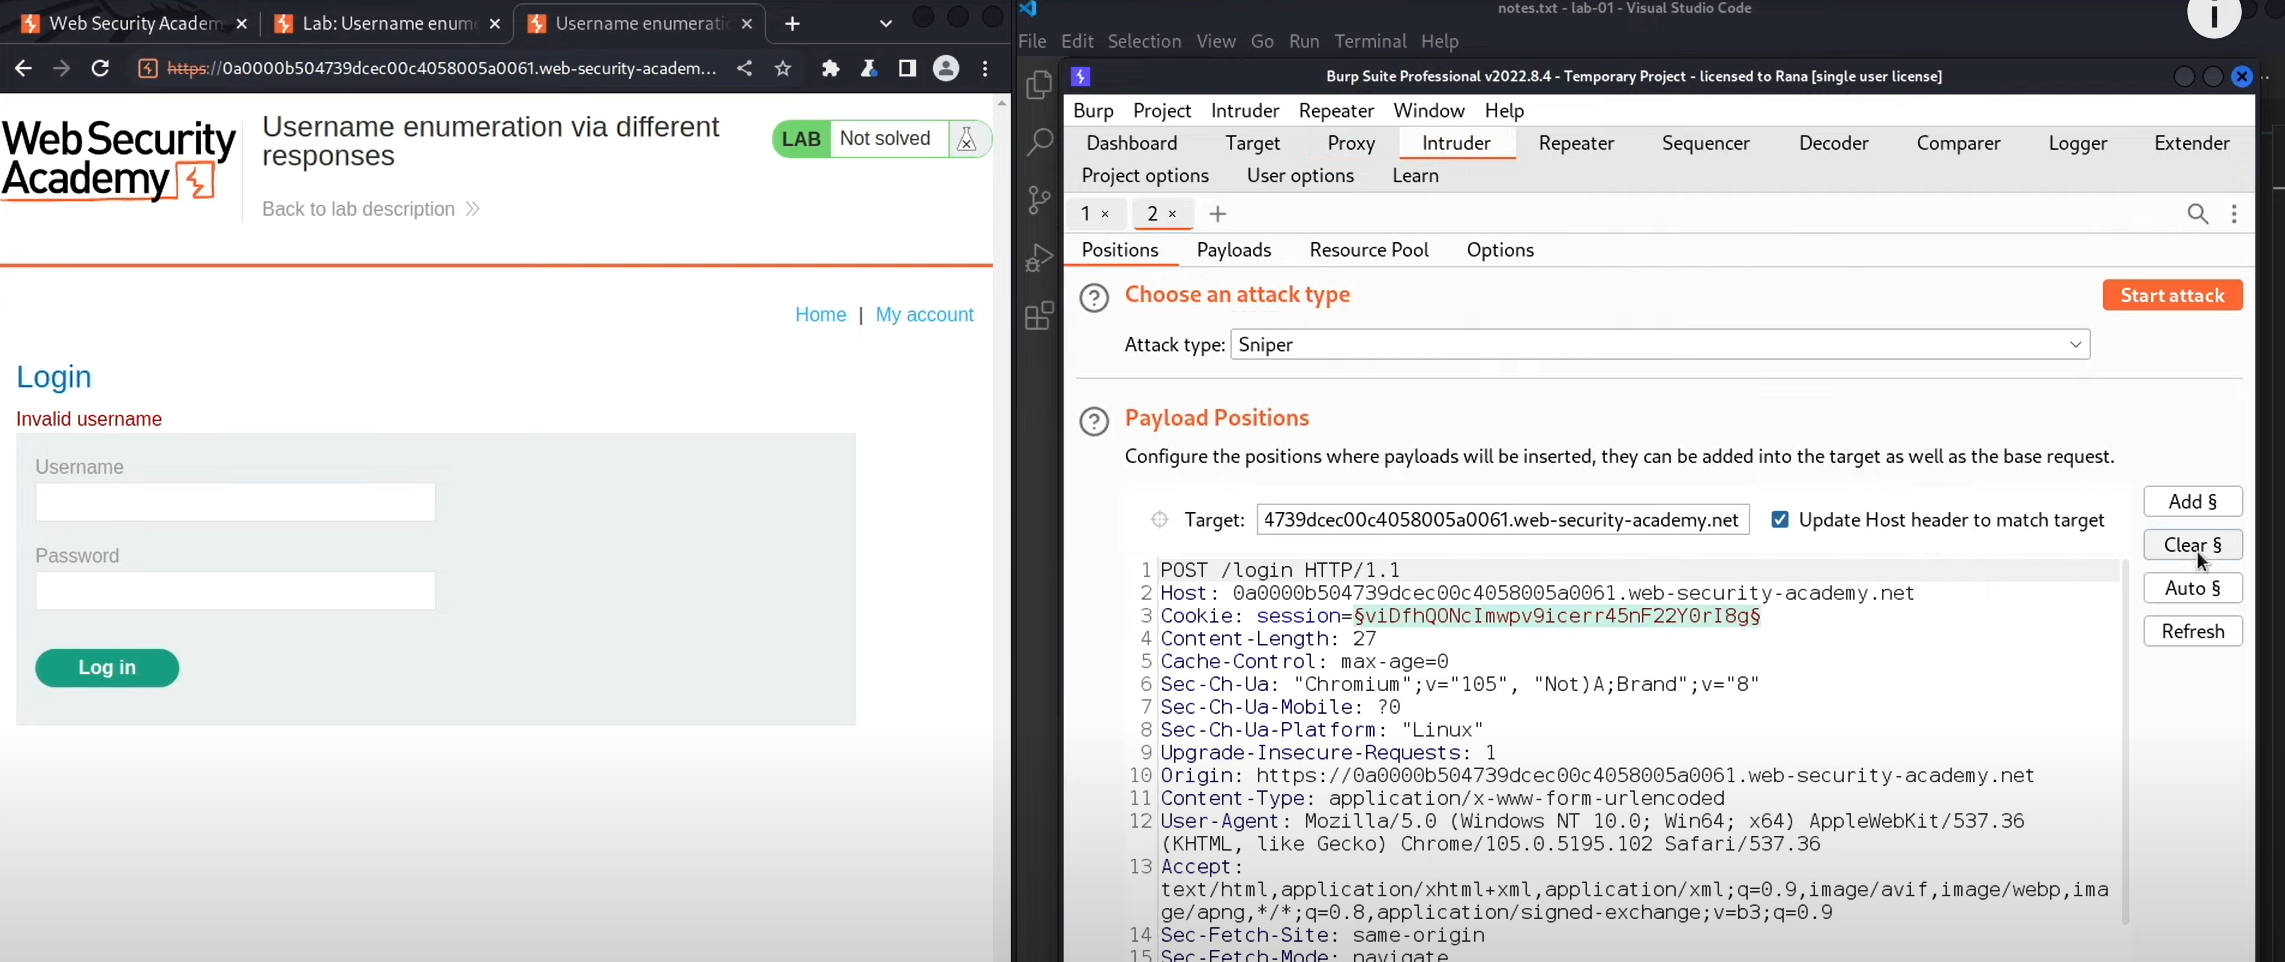 Web Security Academ
Lab: Username enume
Username enumeratio
https://0a0000b504739dcec00c4058005a0061.web-security-academ...
Web Security
Academy
Username enumeration via different
responses
Back to lab description
LAB Not solved
Home | My account
Login
Invalid username
Username
Password
Log in
notes.txt - lab-01 - Visual Studio Code
File Edit Selection View Go Run Terminal Help
Burp Suite Professional v2022.8.4 - Temporary Project - licensed to Rana [single user license]
Burp Project Intruder Repeater Window Help
Dashboard Target Proxy Intruder Repeater Sequencer Decoder Comparer Logger Extender
Project options User options Learn
1 × 2 × +
Positions Payloads Resource Pool Options
Choose an attack type
Start attack
Attack type: Sniper
Payload Positions
Configure the positions where payloads will be inserted, they can be added into the target as well as the base request.
Target: 4739dcec00c4058005a0061.web-security-academy.net Update Host header to match target
Add §
Clear §
Auto §
Refresh
1 POST /login HTTP/1.1
2 Host: 0a0000b504739dcec00c4058005a0061.web-security-academy.net
3 Cookie: session=§viDfhQONcImwpv9icerr45nF22Y0rI8g§
4 Content-Length: 27
5 Cache-Control: max-age=0
6 Sec-Ch-Ua: "Chromium";v="105", "Not)A;Brand";v="8"
7 Sec-Ch-Ua-Mobile: ?0
8 Sec-Ch-Ua-Platform: "Linux"
9 Upgrade-Insecure-Requests: 1
10 Origin: https://0a0000b504739dcec00c4058005a0061.web-security-academy.net
11 Content-Type: application/x-www-form-urlencoded
12 User-Agent: Mozilla/5.0 (Windows NT 10.0; Win64; x64) AppleWebKit/537.36
(KHTML, like Gecko) Chrome/105.0.5195.102 Safari/537.36
13 Accept:
text/html,application/xhtml+xml,application/xml;q=0.9,image/avif,image/webp,ima
ge/apng,*/*;q=0.8,application/signed-exchange;v=b3;q=0.9
14 Sec-Fetch-Site: same-origin
15 Sec-Fetch-Mode: navigate